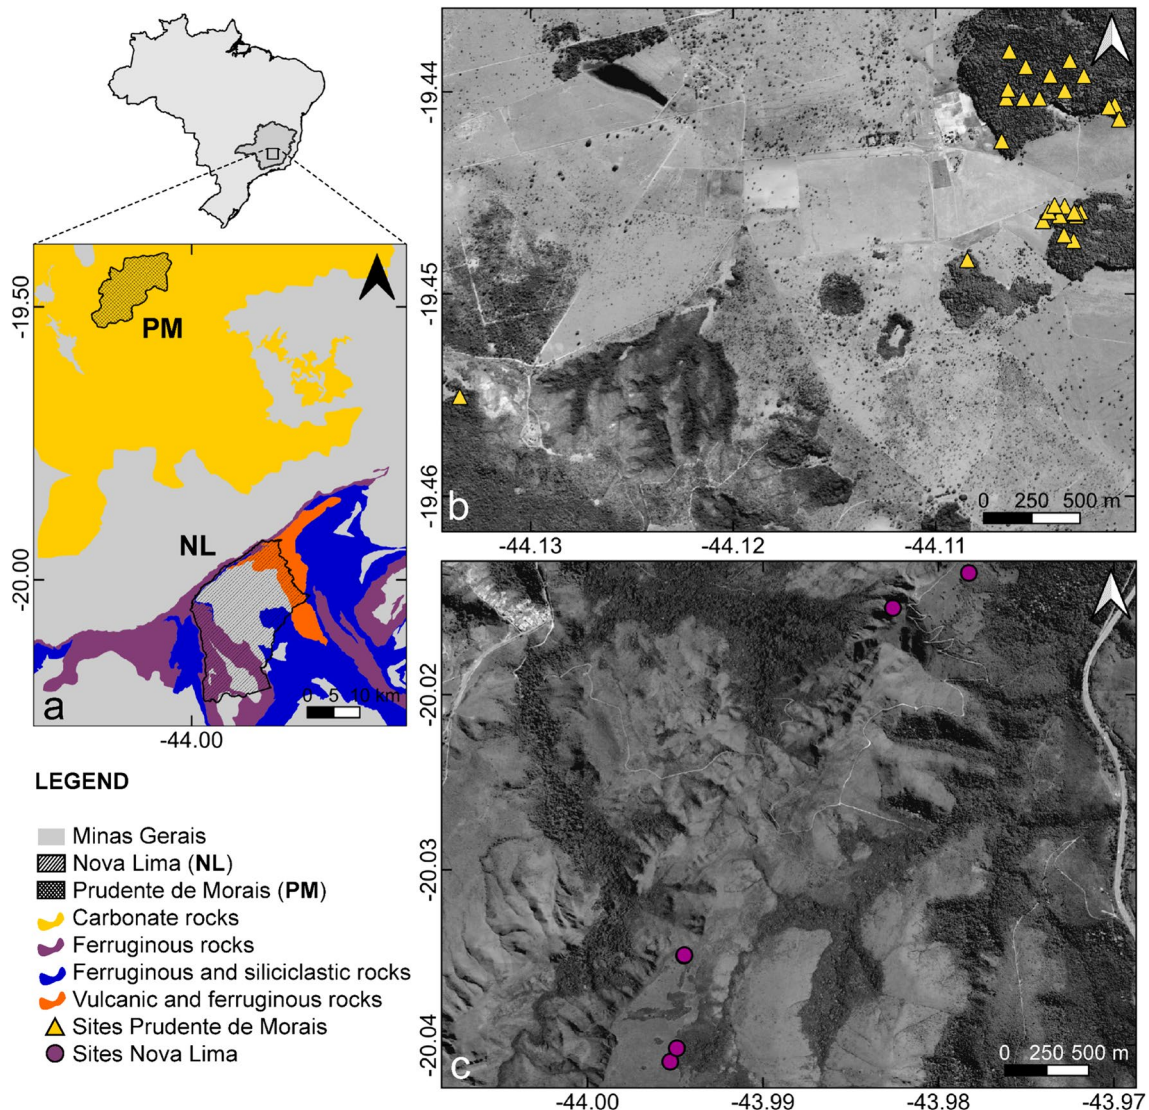 -19.50
-20.00
PM
NL
0 5 10 km
a
-44.00
LEGEND
Minas Gerais
Nova Lima (NL)
Prudente de Morais (PM)
Carbonate rocks
Ferruginous rocks
Ferruginous and siliciclastic rocks
Vulcanic and ferruginous rocks
Sites Prudente de Morais
Sites Nova Lima
-19.44
-19.45
-19.46
b
0 250 500 m
-44.13 -44.12 -44.11
-20.02
-20.03
-20.04
c
0 250 500 m
-44.00 -43.99 -43.98 -43.97